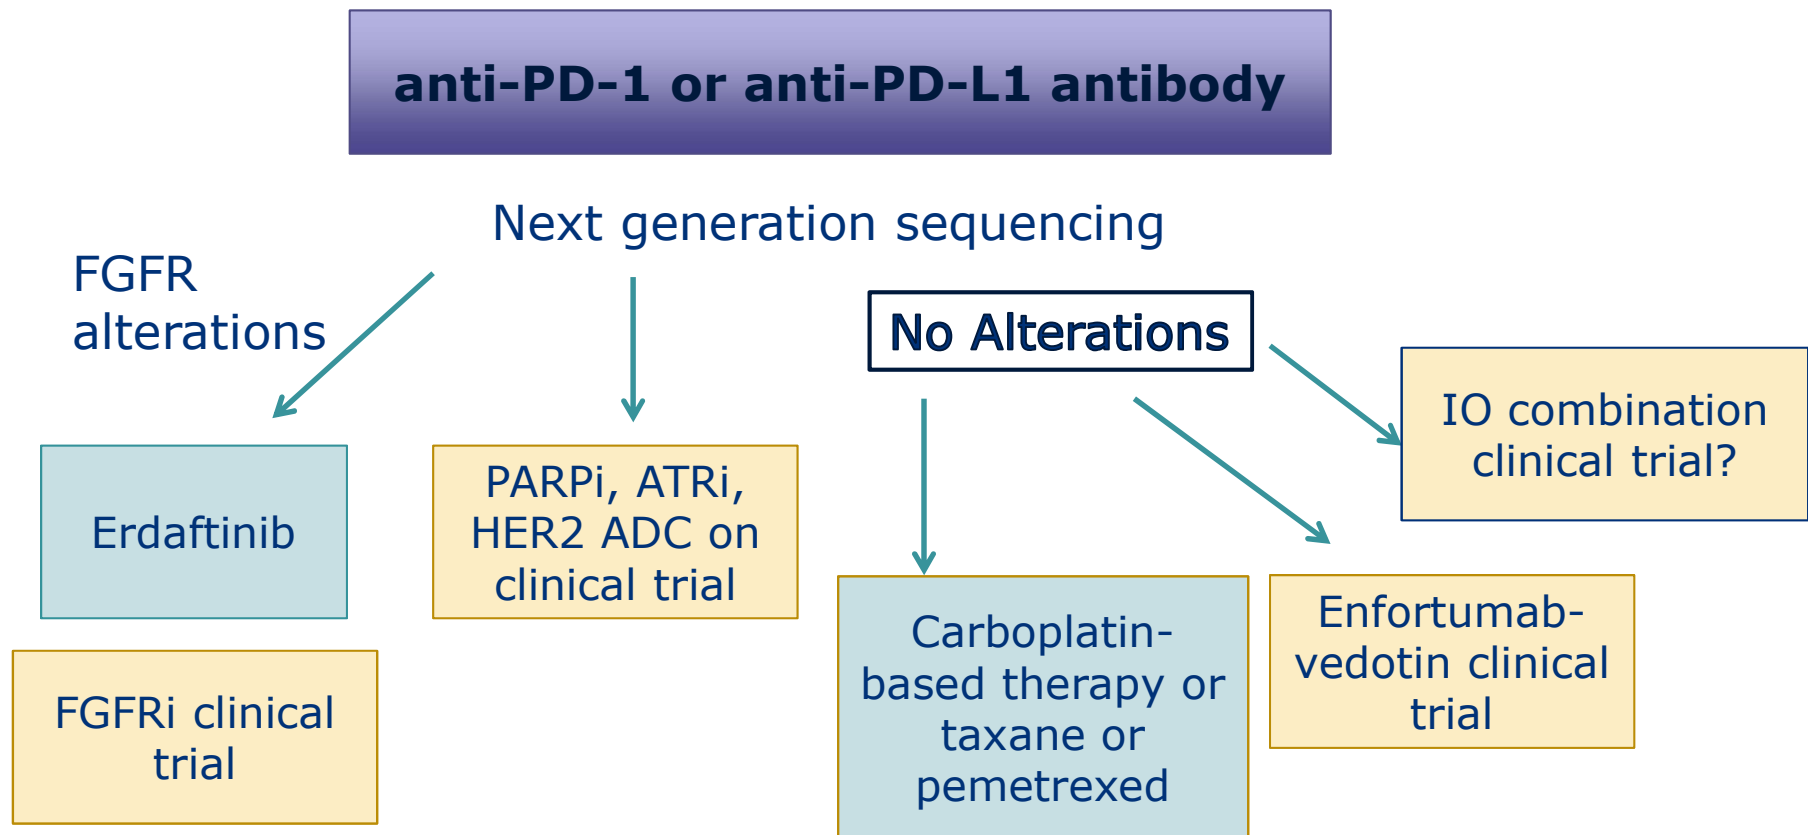 anti-PD-1 or anti-PD-L1 antibody
Next generation sequencing
FGFR
alterations
No Alterations
Erdaftinib
FGFRi clinical
trial
PARPi, ATRi,
HER2 ADC on
clinical trial
Carboplatin-
based therapy or
taxane or
pemetrexed
Enfortumab-
vedotin clinical
trial
IO combination
clinical trial?